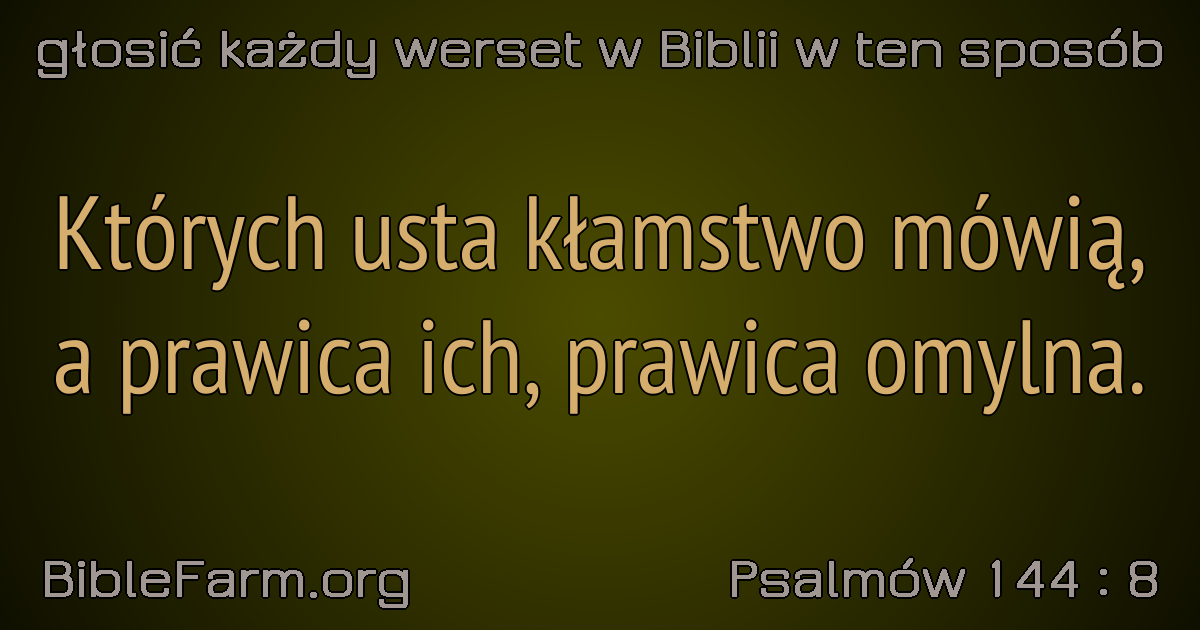 głosić każdy werset w Biblii w ten sposób
Których usta kłamstwo mówią,
a prawica ich, prawica omylna.
BibleFarm.org
Psalmów 144 : 8